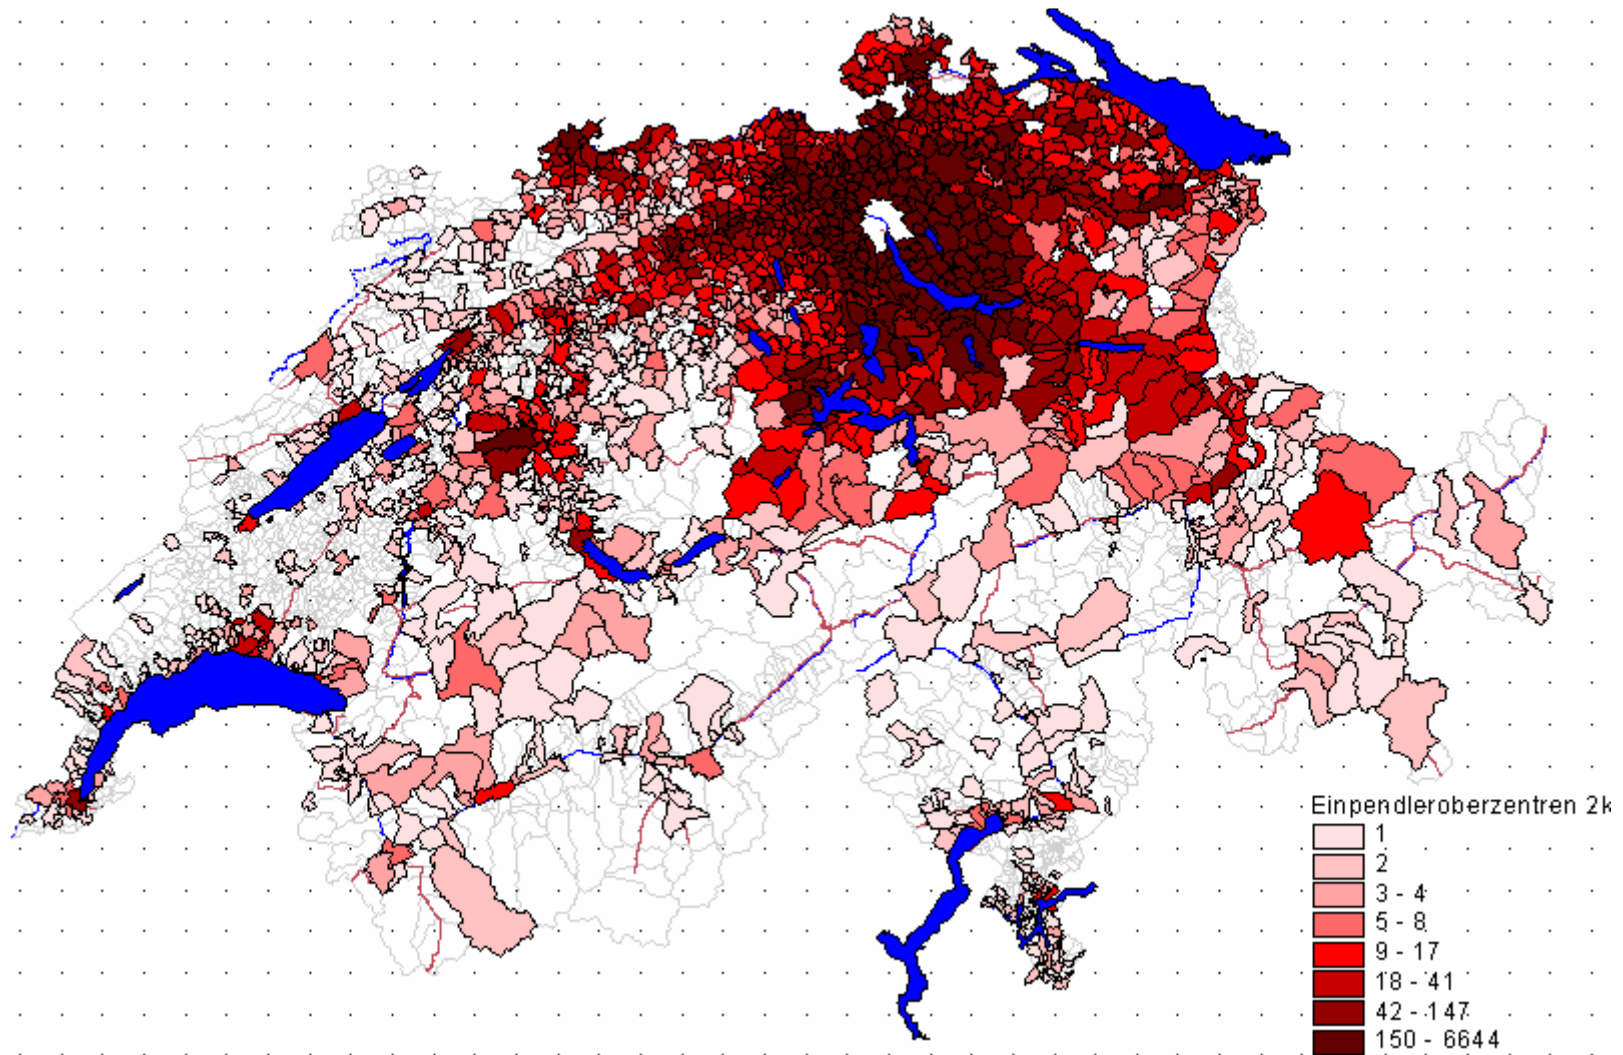 Einpendleroberzentren 2k
1
2
3 - 4
5 - 8
9 - 17
18 - 41
42 - 147
150 - 6644